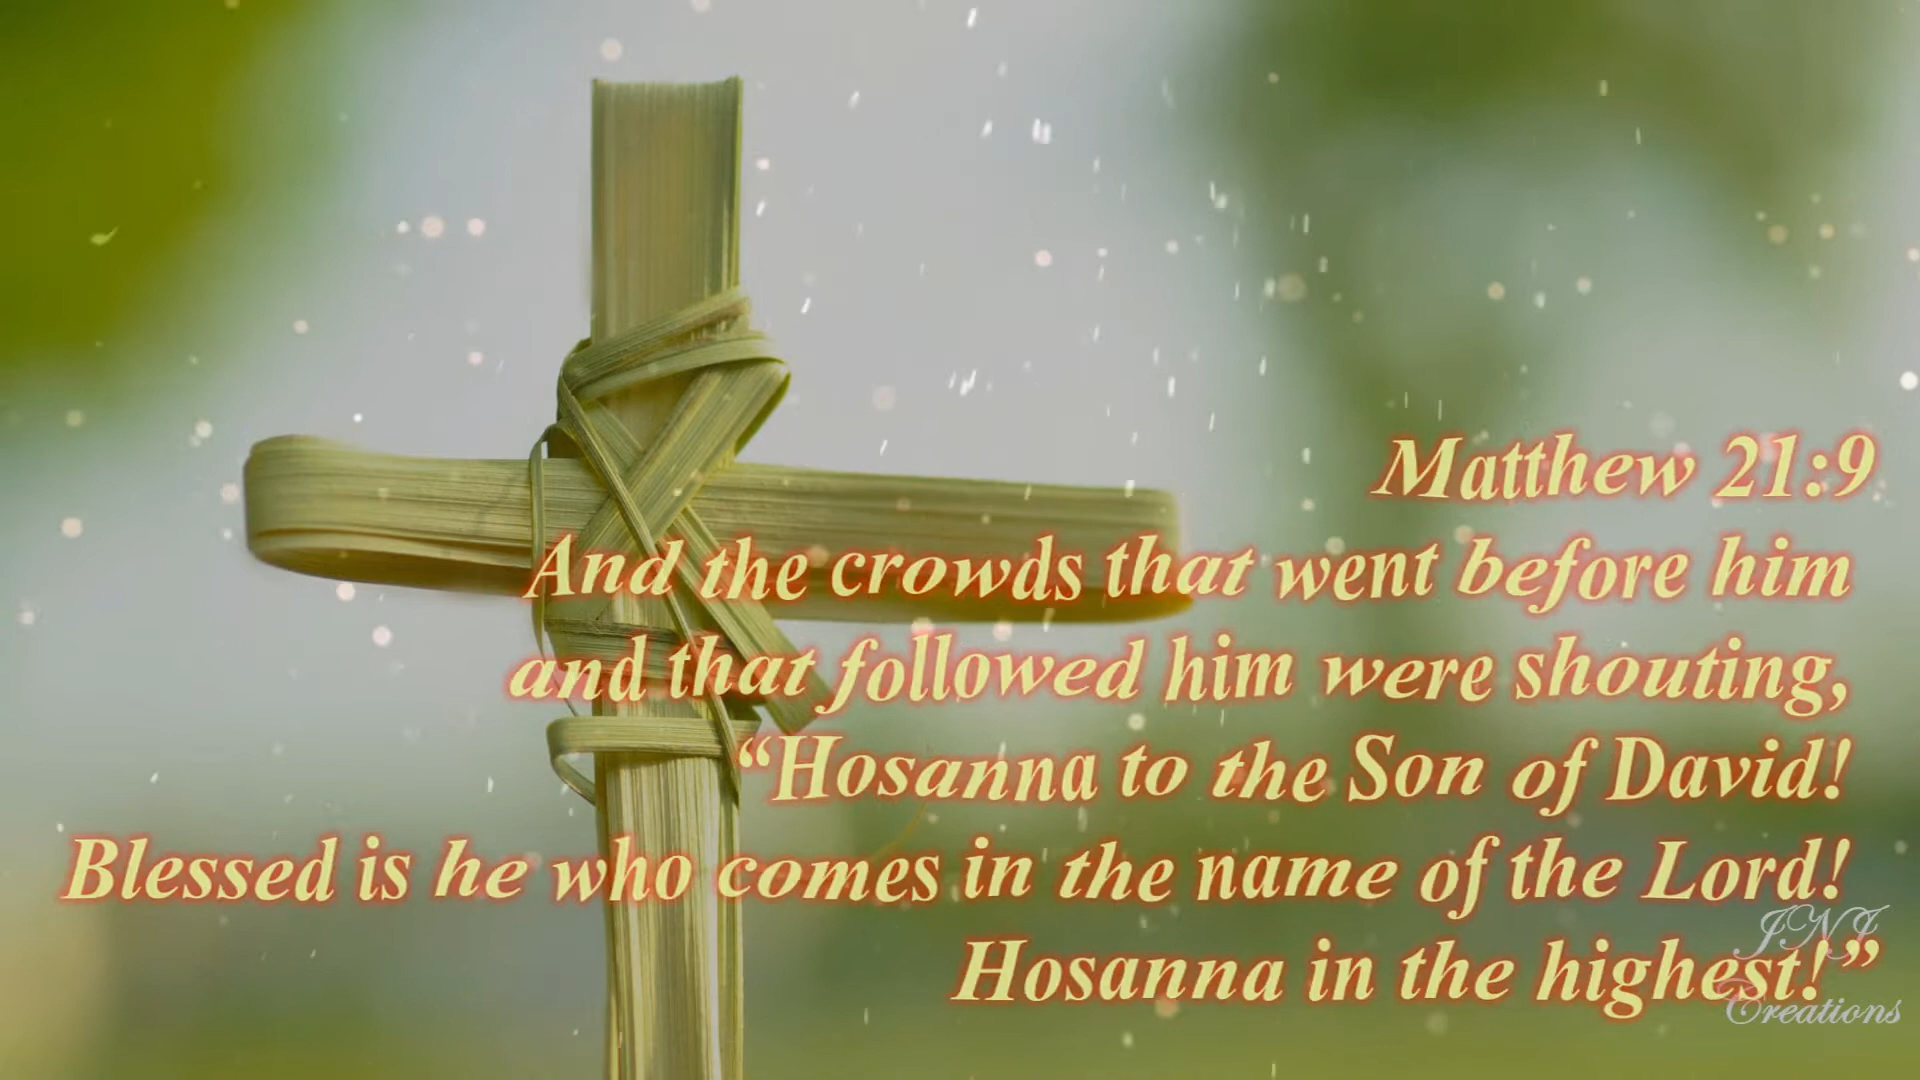 Matthew 21:9
And the crowds that went before him
and that followed him were shouting,
“Hosanna to the Son of David!
Blessed is he who comes in the name of the Lord!
Hosanna in the highest!”
JNJ
Creations